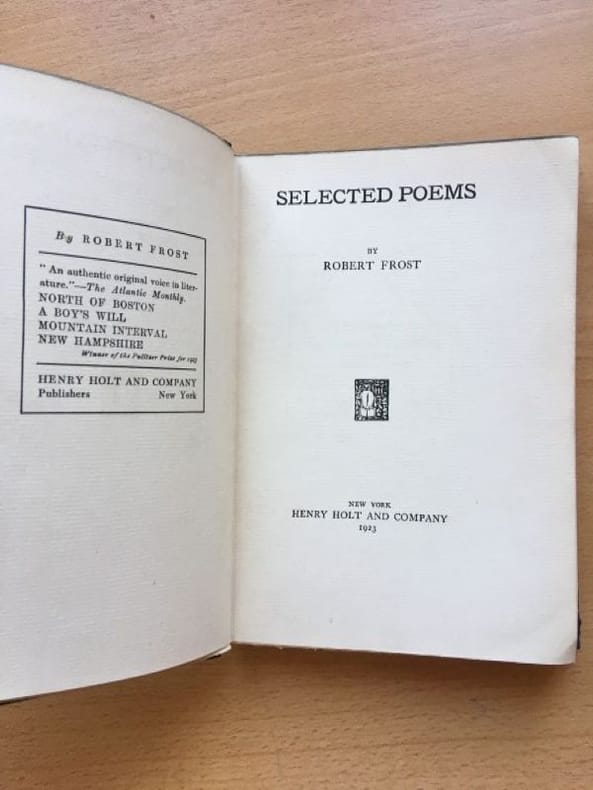 By ROBERT FROST
" An authentic original voice in liter-
ature."—The Atlantic Monthly.
NORTH OF BOSTON
A BOY'S WILL
MOUNTAIN INTERVAL
NEW HAMPSHIRE
Winner of the Pulitzer Prize for 1923
HENRY HOLT AND COMPANY
Publishers New York
SELECTED POEMS
BY
ROBERT FROST
NEW YORK
HENRY HOLT AND COMPANY
1923